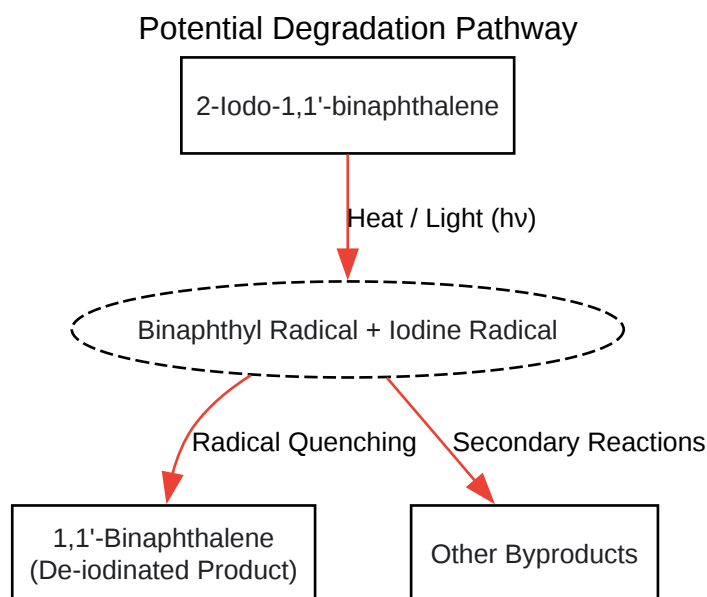 Potential Degradation Pathway
2-Iodo-1,1'-binaphthalene
Heat / Light (hν)
Binaphthyl Radical + Iodine Radical
Radical Quenching
Secondary Reactions
1,1'-Binaphthalene
(De-iodinated Product)
Other Byproducts